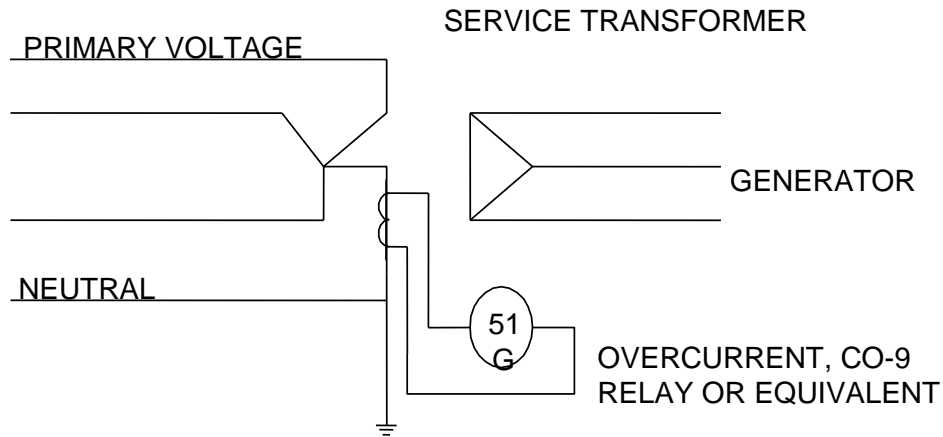 SERVICE TRANSFORMER
PRIMARY VOLTAGE
GENERATOR
NEUTRAL
51
G
OVERCURRENT, CO-9
RELAY OR EQUIVALENT